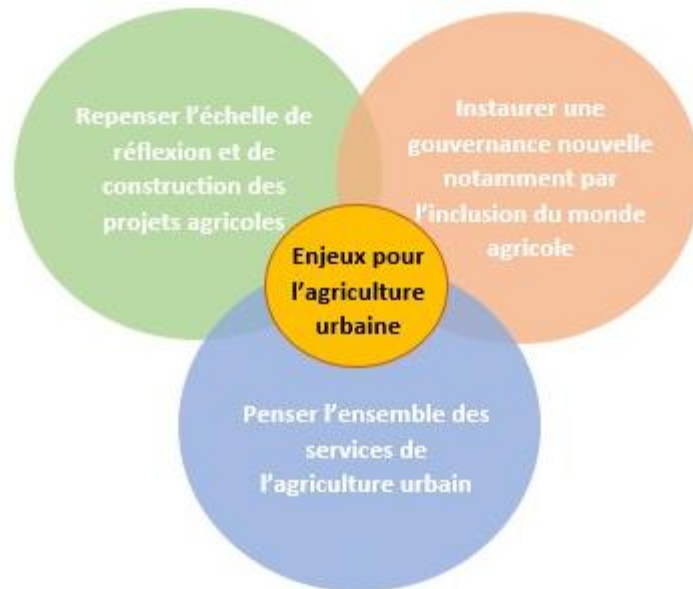 Repenser l’échelle de
réflexion et de
construction des
projets agricoles
Instaurer une
gouvernance nouvelle
notamment par
l’inclusion du monde
agricole
Enjeux pour
l’agriculture
urbaine
Penser l’ensemble des
services de
l’agriculture urbain